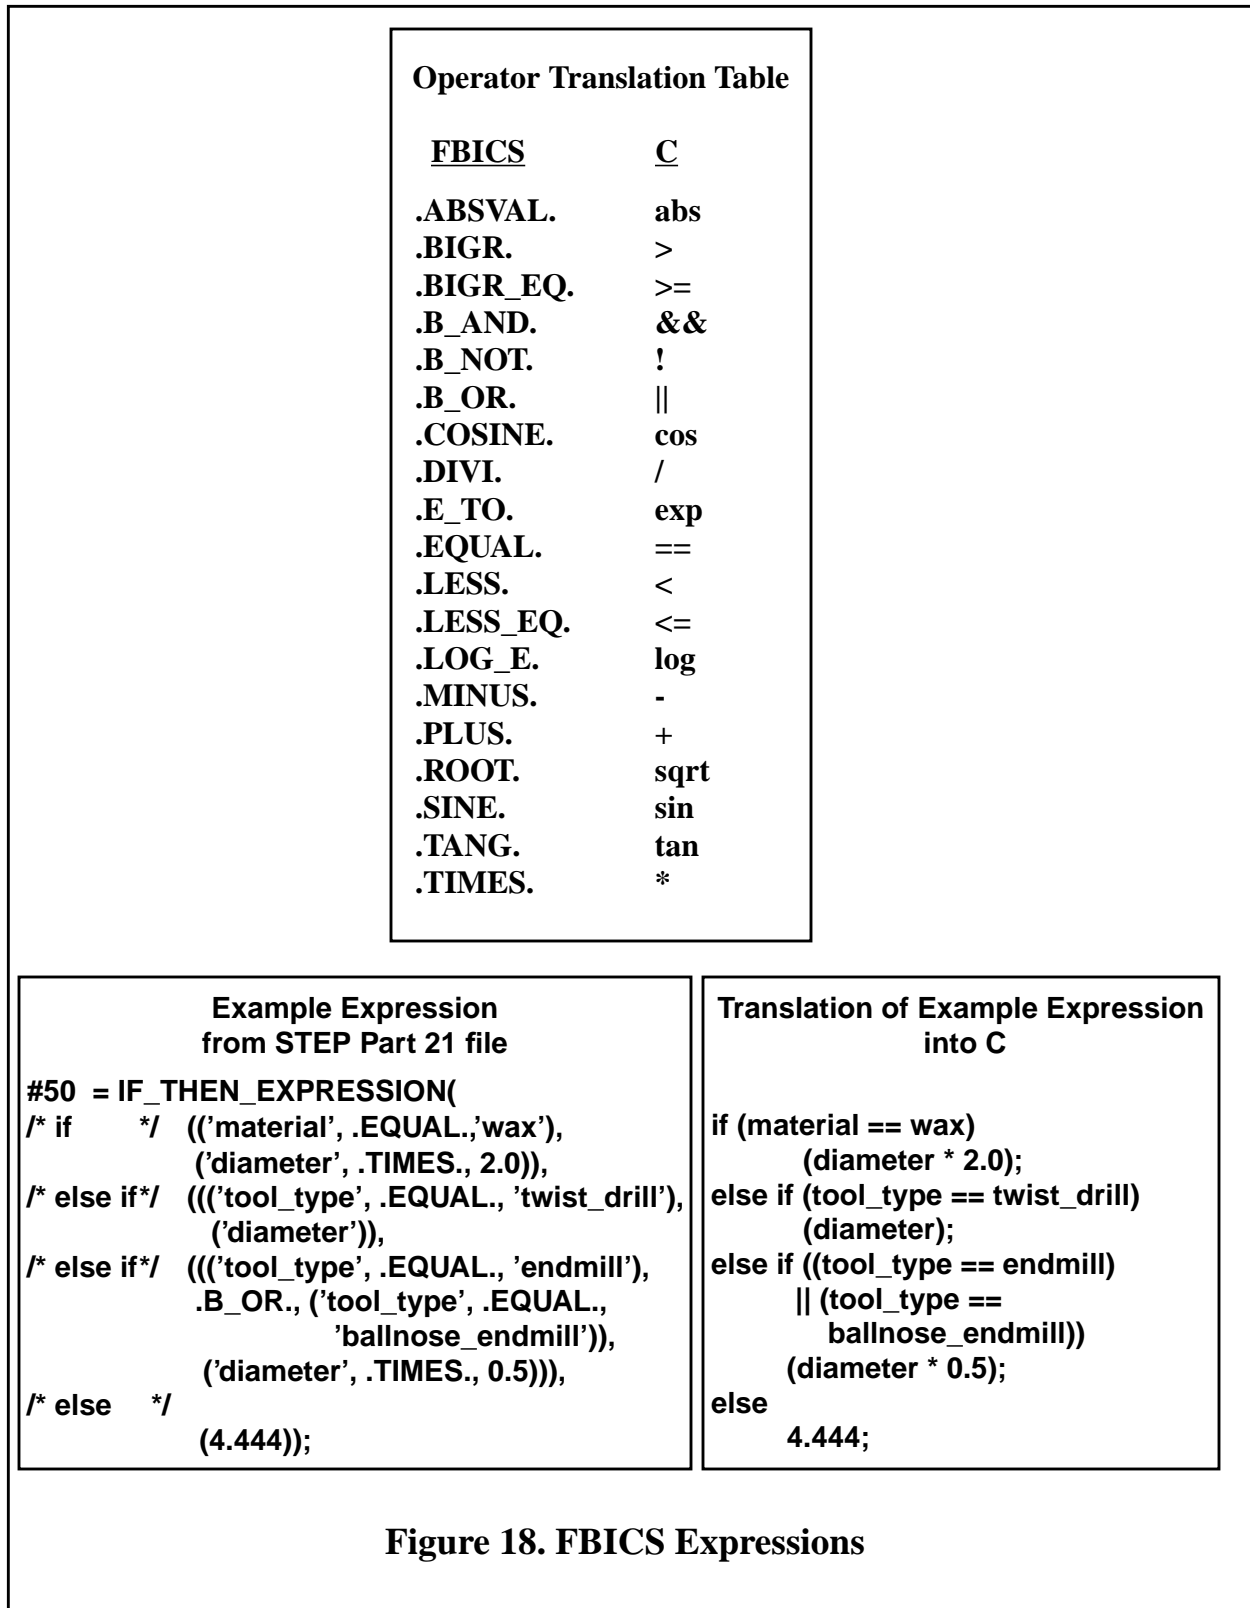 Operator Translation Table
FBICS C
.ABSVAL. abs
.BIGR. >
.BIGR_EQ. >=
.B_AND. &&
.B_NOT. !
.B_OR. ||
.COSINE. cos
.DIVI. /
.E_TO. exp
.EQUAL. ==
.LESS. <
.LESS_EQ. <=
.LOG_E. log
.MINUS. -
.PLUS. +
.ROOT. sqrt
.SINE. sin
.TANG. tan
.TIMES. *
Example Expression
from STEP Part 21 file
#50 = IF_THEN_EXPRESSION(
/* if */ ((’material’, .EQUAL.,’wax’),
(’diameter’, .TIMES., 2.0)),
/* else if*/ (((’tool_type’, .EQUAL., ’twist_drill’),
(’diameter’)),
/* else if*/ (((’tool_type’, .EQUAL., ’endmill’),
.B_OR., (’tool_type’, .EQUAL.,
’ballnose_endmill’)),
(’diameter’, .TIMES., 0.5))),
/* else */
(4.444));
Translation of Example Expression
into C
if (material == wax)
(diameter * 2.0);
else if (tool_type == twist_drill)
(diameter);
else if ((tool_type == endmill)
|| (tool_type ==
ballnose_endmill))
(diameter * 0.5);
else
4.444;
Figure 18. FBICS Expressions